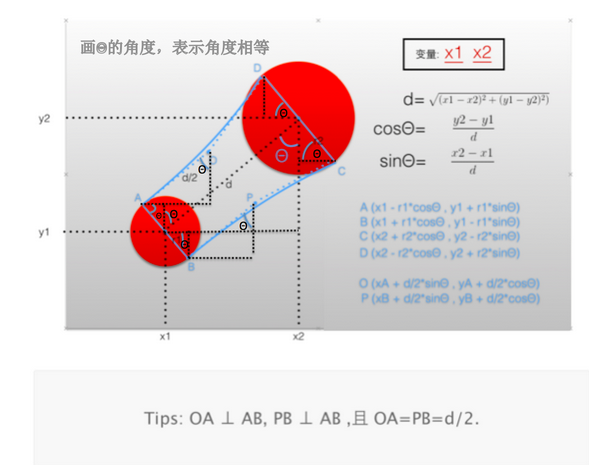 画Θ的角度，表示角度相等
变量: x1 x2
D
Θ
y2
d=√((x1 − x2)² + (y1 − y2)²)
cosΘ= y2 − y1 / d
Θ
Θ
sinΘ= x2 − x1 / d
O
Θ
C
d/2
d
A
P
Θ
A (x1 - r1*cosΘ , y1 + r1*sinΘ)
B (x1 + r1*cosΘ , y1 - r1*sinΘ)
Θ
y1
C (x2 + r2*cosΘ , y2 - r2*sinΘ)
Θ
D (x2 - r2*cosΘ , y2 + r2*sinΘ)
B
O (xA + d/2*sinΘ , yA + d/2*cosΘ)
P (xB + d/2*sinΘ , yB + d/2*cosΘ)
x1
x2
Tips: OA ⊥ AB, PB ⊥ AB ,且 OA=PB=d/2.